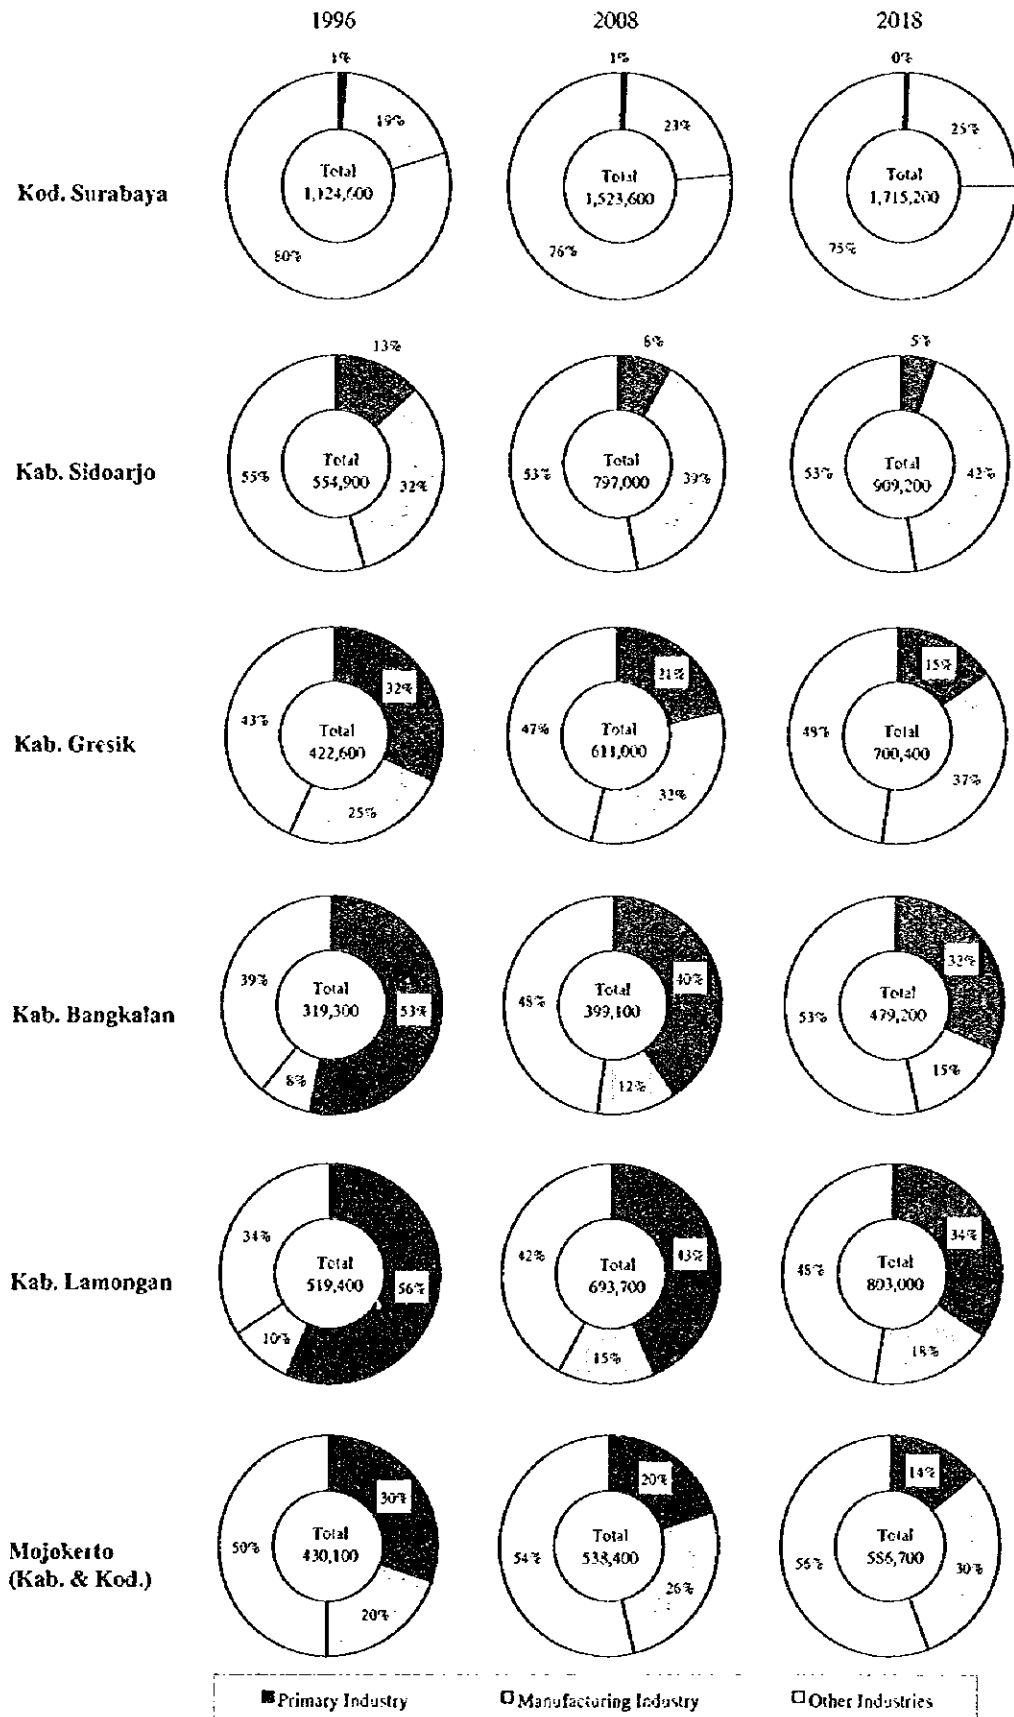 1996 2008 2018
1% 1% 0%
19% 23% 25%
Kod. Surabaya
Total Total Total
1,124,600 1,523,600 1,715,200
80% 76% 75%
13% 8% 5%
Kab. Sidoarjo
Total Total Total
554,900 797,000 909,200
55% 32% 53% 39% 53% 42%
32% 21% 15%
Kab. Gresik
43% 47% 48%
Total Total Total
422,600 611,000 700,400
25% 32% 37%
Kab. Bangkalan
39% 48% 53%
Total Total Total
319,300 399,100 479,200
53% 40% 32%
8% 12% 15%
Kab. Lamongan
34% 42% 48%
Total Total Total
519,400 693,700 803,000
56% 43% 34%
10% 15% 18%
30% 20% 14%
Mojokerto
(Kab. & Kod.)
50% 54% 56%
Total Total Total
430,100 538,400 586,700
20% 26% 30%
Primary Industry Manufacturing Industry Other Industries